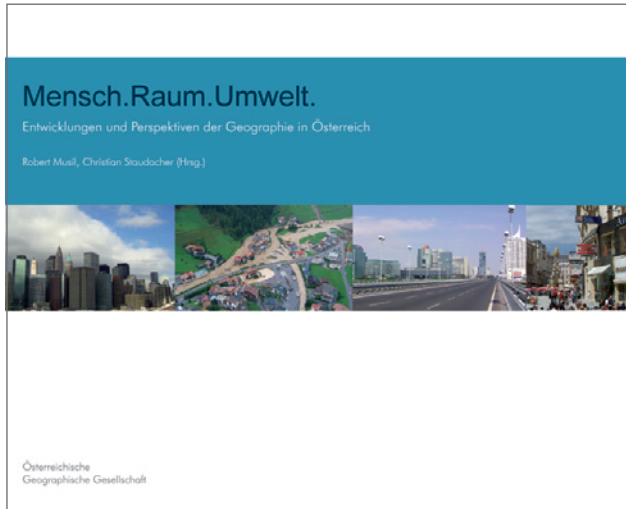 Mensch.Raum.Umwelt.
Entwicklungen und Perspektiven der Geographie in Österreich
Robert Musil, Christian Staudacher (Hrsg.)
Österreichische
Geographische Gesellschaft